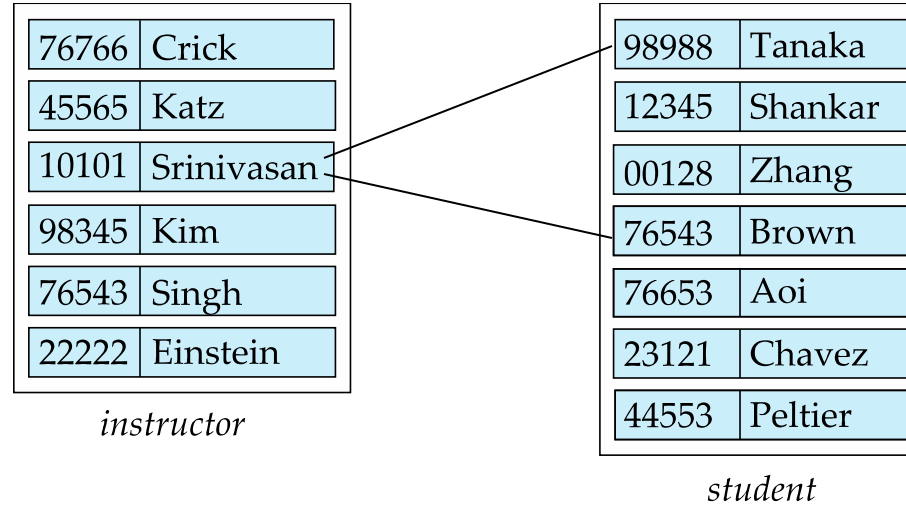 76766 Crick
45565 Katz
10101 Srinivasan
98345 Kim
76543 Singh
22222 Einstein
instructor
98988 Tanaka
12345 Shankar
00128 Zhang
76543 Brown
76653 Aoi
23121 Chavez
44553 Peltier
student